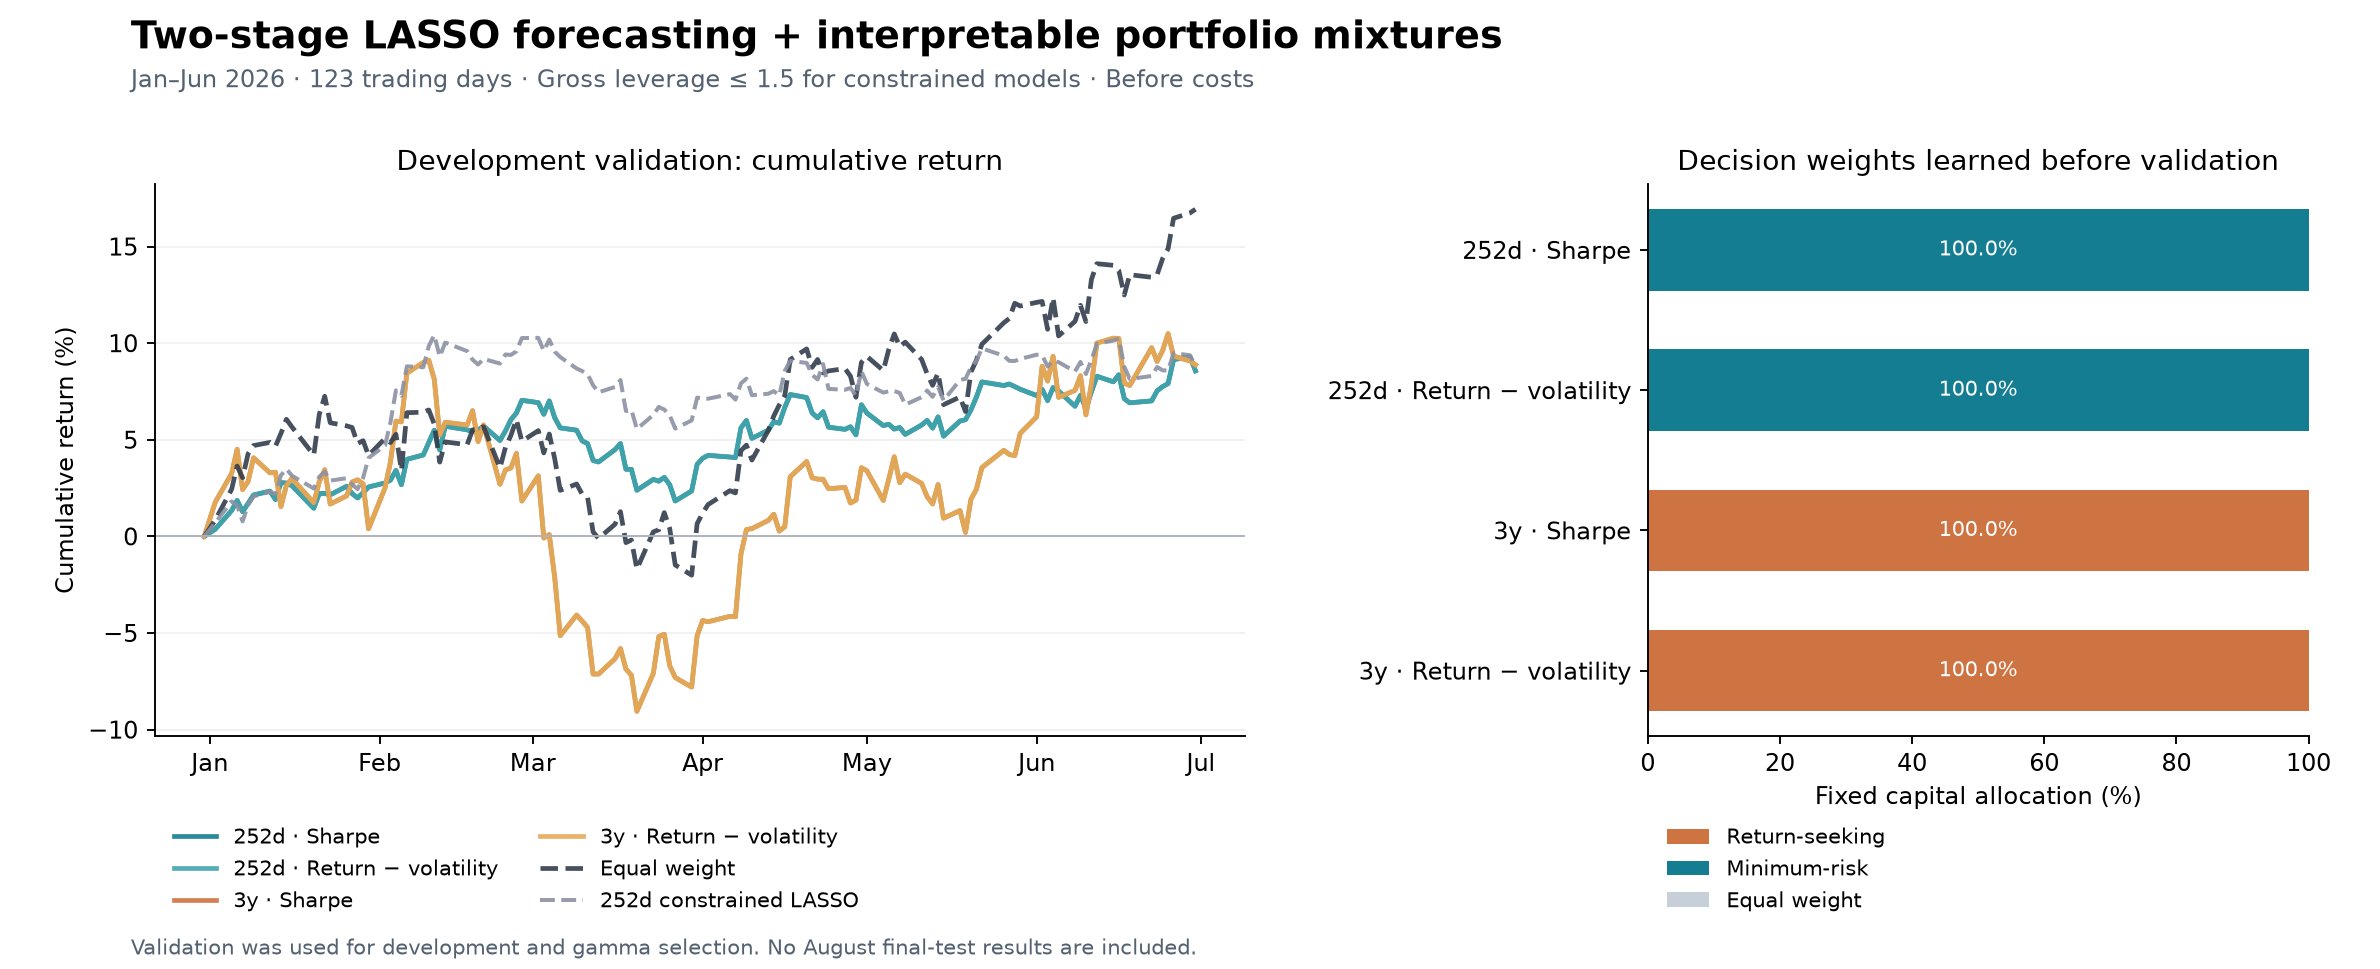 Two-stage LASSO forecasting + interpretable portfolio mixtures
Jan–Jun 2026 · 123 trading days · Gross leverage ≤ 1.5 for constrained models · Before costs
Development validation: cumulative return
Cumulative return (%)
15
10
5
0
−5
−10
Jan Feb Mar Apr May Jun Jul
252d · Sharpe
252d · Return − volatility
3y · Sharpe
3y · Return − volatility
Equal weight
252d constrained LASSO
Decision weights learned before validation
252d · Sharpe
100.0%
252d · Return − volatility
100.0%
3y · Sharpe
100.0%
3y · Return − volatility
100.0%
0 20 40 60 80 100
Fixed capital allocation (%)
Return-seeking
Minimum-risk
Equal weight
Validation was used for development and gamma selection. No August final-test results are included.